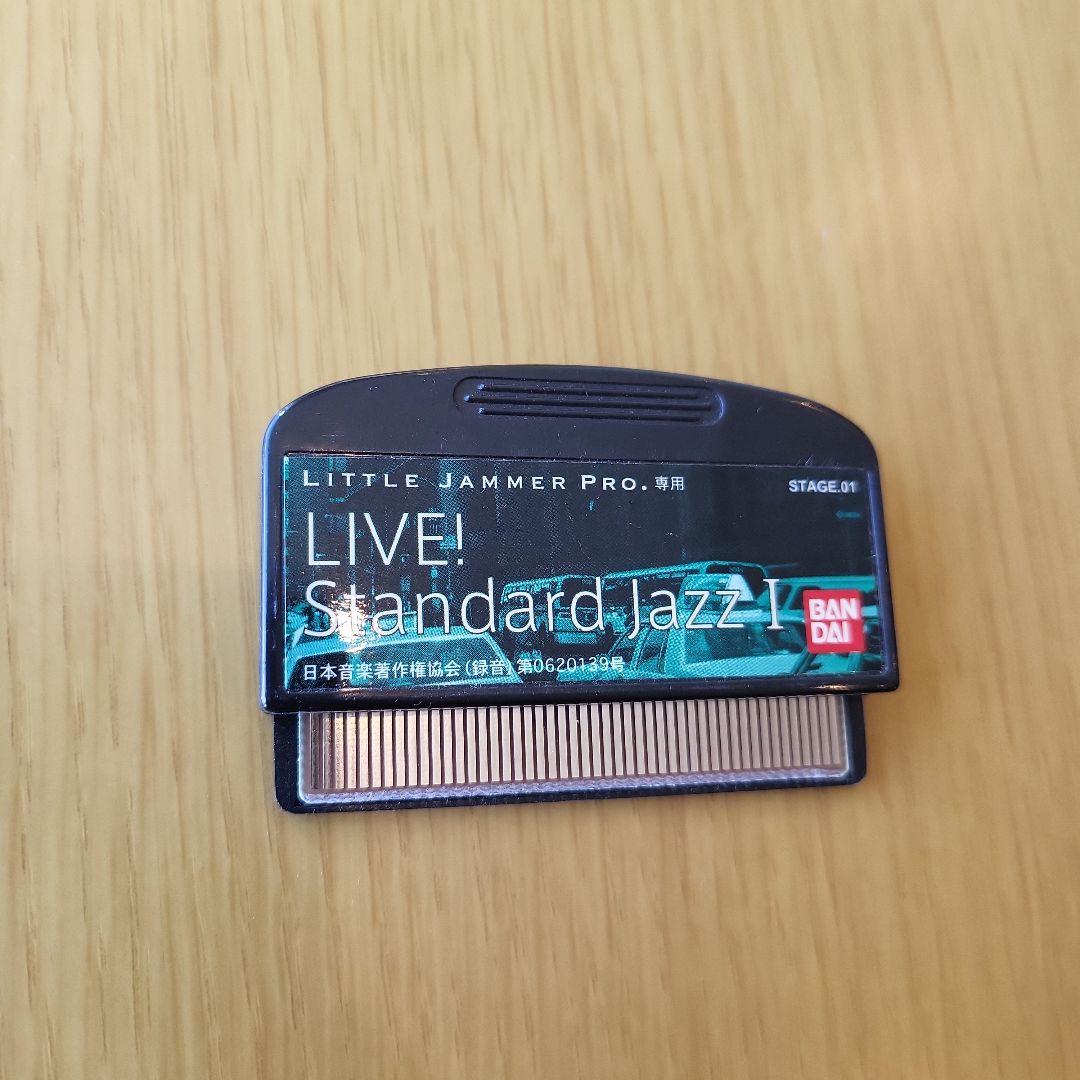 LITTLE JAMMER PRO.専用
STAGE.01
LIVE!
Standard Jazz I
BAN
DAI
日本音楽著作権協会(録音)第0620139号